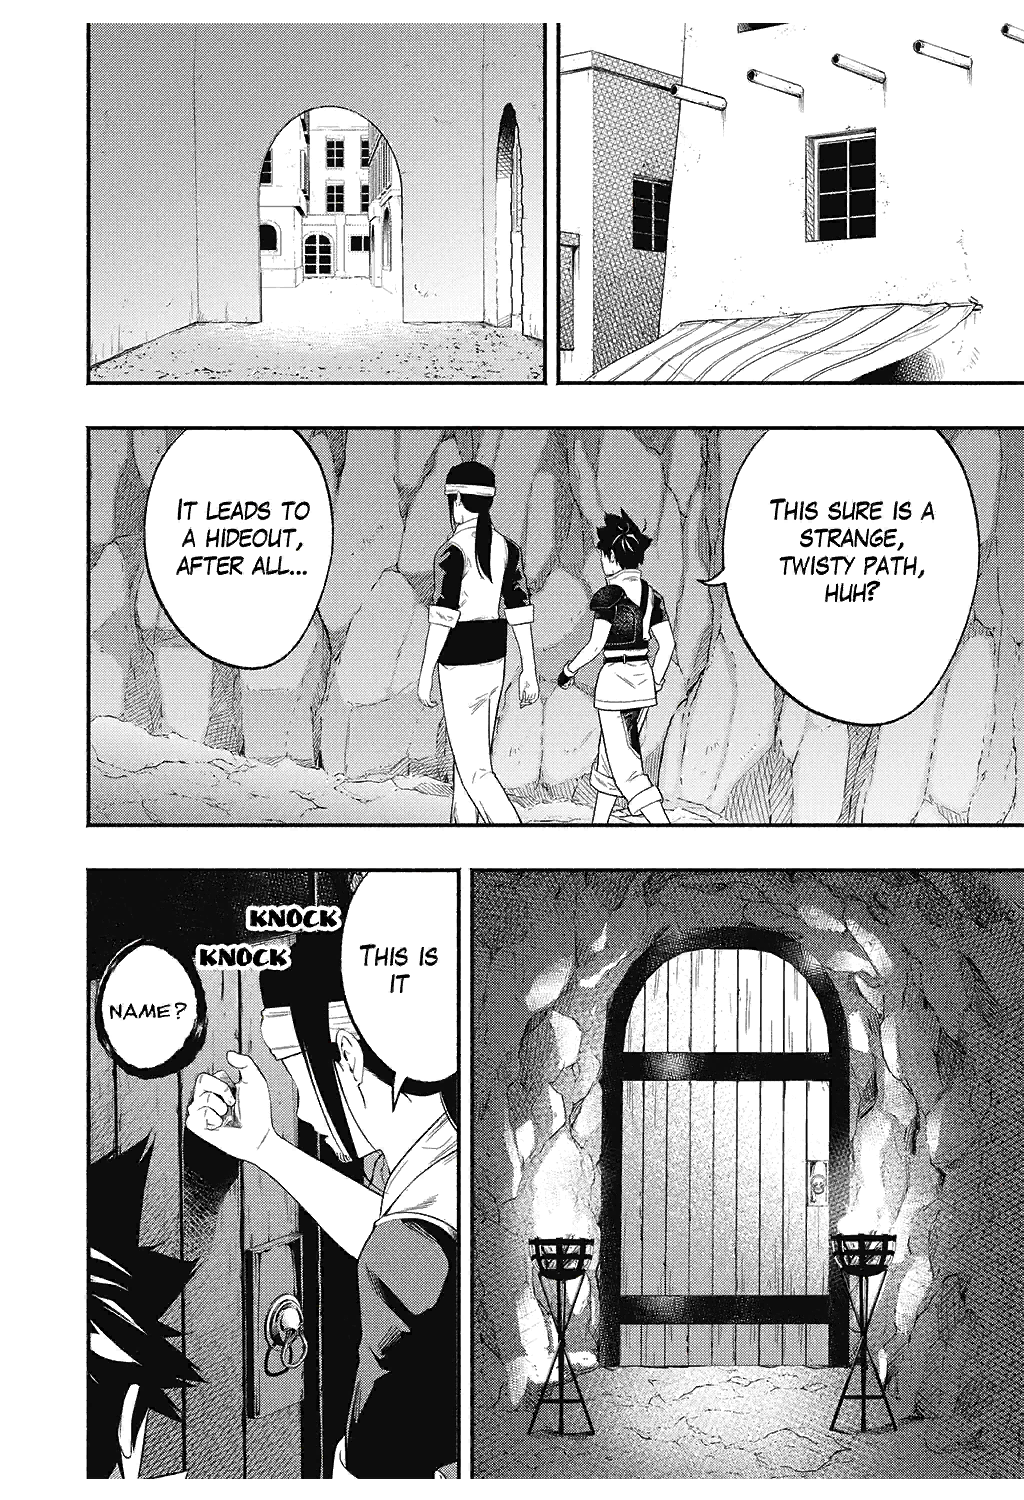 THIS SURE IS A
STRANGE,
TWISTY PATH,
HUH?
IT LEADS TO
A HIDEOUT,
AFTER ALL...
THIS IS
IT
KNOCK
KNOCK
NAME?